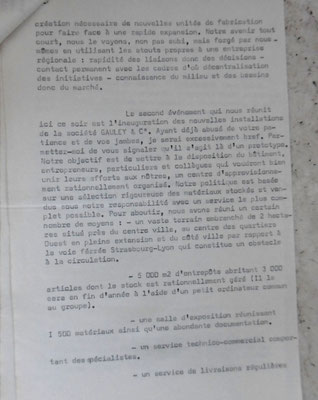 création nécessaire de nouvelles unités de fabrication
pour faire face à une rapide expansion. Notre avenir tout
court, nous le voyons, non pas subi, mais forgé par nous
mêmes en utilisant les atouts propres à une entreprise
régionale : rapidité des liaisons donc des décisions -
contact permanent avec les cadres d'où décentralisation
des initiatives - connaissance du milieu et des besoins
donc du marché.
Le second événement qui nous réunit
ici ce soir est l'inauguration des nouvelles installations
de la société GAULEY & Cº. Ayant déjà abusé de votre pa-
tience et de vos jambes, je serai excessivement bref. Per-
mettez-moi de vous signaler qu'il s'agit là d'un prototype.
Notre objectif est de mettre à la disposition du bâtiment,
entrepreneurs, particuliers et collègues qui voudront bien
unir leurs efforts aux nôtres, un centre d'approvisionne-
ment rationnellement organisé. Notre politique est basée
sur une sélection rigoureuse des matériaux stockés et ven-
dus sous notre responsabilité avec un service le plus com-
plet possible. Pour aboutir, nous avons réuni un certain
nombre de moyens : - un vaste terrain embranché de 2 hecta-
res situé près du centre ville, au centre des quartiers
Ouest en pleine extension et du côté ville par rapport à
la voie ferrée Strasbourg-Lyon qui constitue un obstacle
à la circulation.
- 5 000 m2 d'entrepôts abritant 3 000
articles dont le stock est rationnellement géré (il le
sera en fin d'année à l'aide d'un petit ordinateur commun
au groupe).
- une salle d'exposition réunissant
1 500 matériaux ainsi qu'une abondante documentation.
- un service technico-commercial compor-
tant des spécialistes.
- un service de livraisons régulières